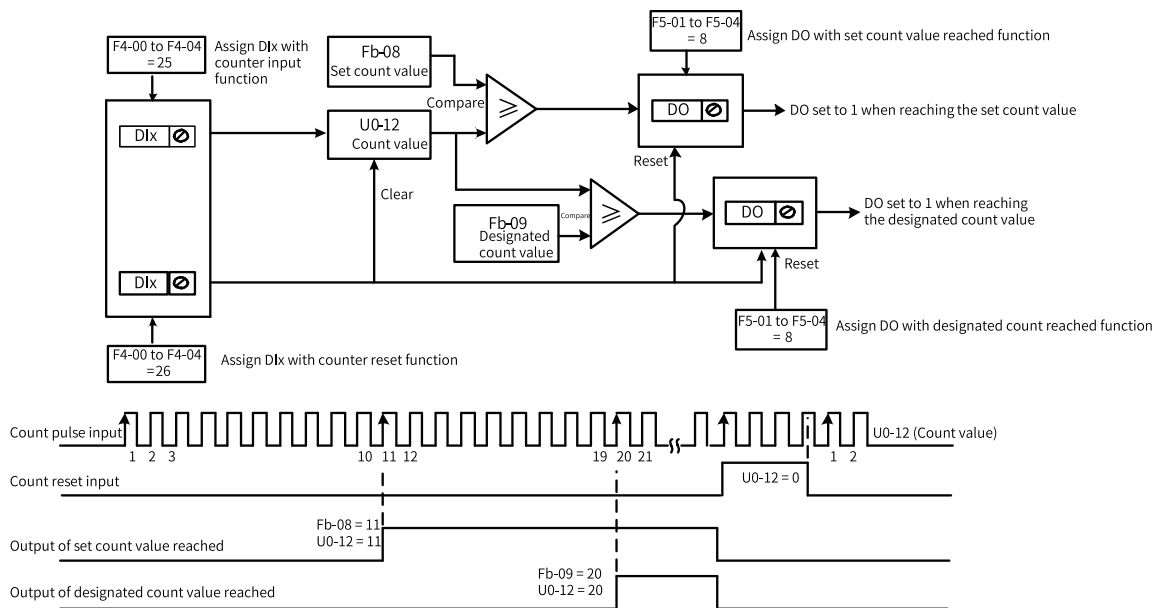 F4-00 to F4-04
=25
Assign DIx with
counter input
function
Fb-08
Set count value
F5-01 to F5-04
= 8
Assign DO with set count value reached function
Compare
≥
DIx
U0-12
Count value
DO
DO set to 1 when reaching the set count value
Reset
Clear
Compare
≥
Fb-09
Designated
count value
DO
DO set to 1 when reaching
the designated count value
DIx
Reset
F4-00 to F4-04
=26
Assign DIx with counter reset function
F5-01 to F5-04
= 8
Assign DO with designated count reached function
Count pulse input
U0-12 (Count value)
1 2 3 10 11 12 19 20 21 1 2
Count reset input
U0-12 = 0
Fb-08 = 11
U0-12 = 11
Output of set count value reached
Fb-09 = 20
U0-12 = 20
Output of designated count value reached